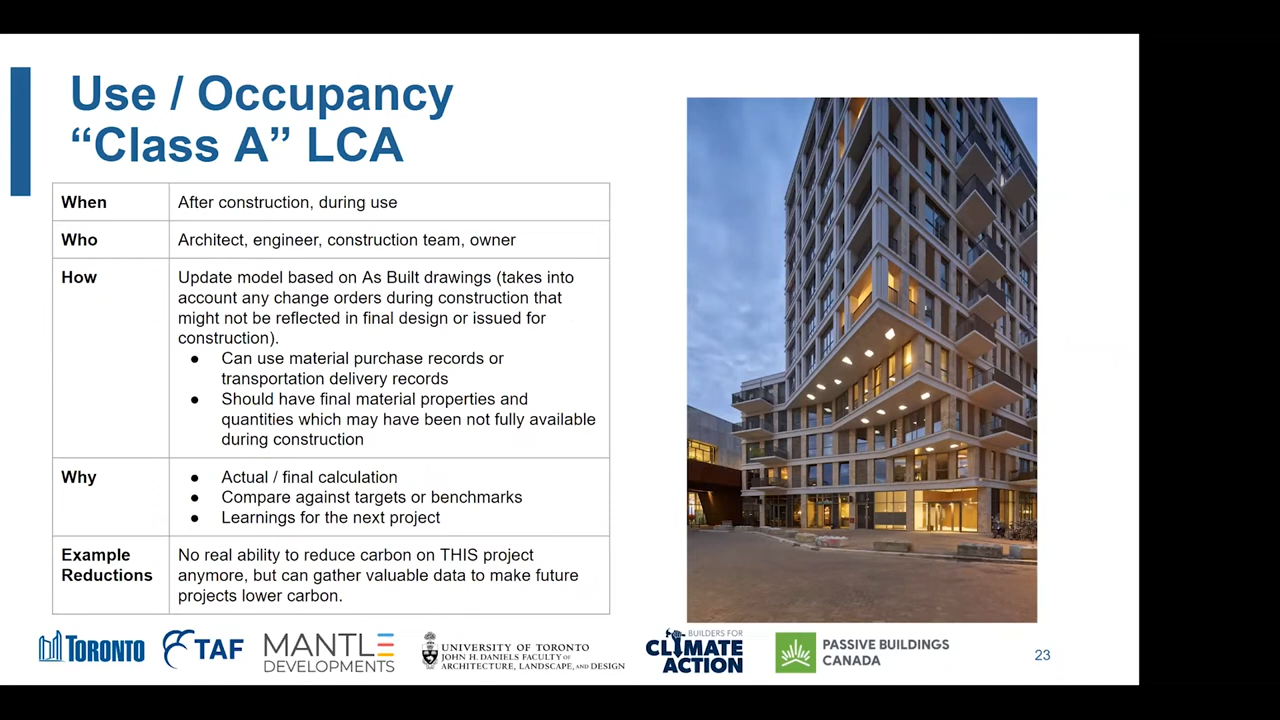 Use / Occupancy
“Class A” LCA
When
After construction, during use
Who
Architect, engineer, construction team, owner
How
Update model based on As Built drawings (takes into
account any change orders during construction that
might not be reflected in final design or issued for
construction).
● Can use material purchase records or
transportation delivery records
● Should have final material properties and
quantities which may have been not fully available
during construction
Why
● Actual / final calculation
● Compare against targets or benchmarks
● Learnings for the next project
Example
Reductions
No real ability to reduce carbon on THIS project
anymore, but can gather valuable data to make future
projects lower carbon.
TORONTO
TAF
MANTLE
DEVELOPMENTS
UNIVERSITY OF TORONTO
JOHN H. DANIELS FACULTY OF
ARCHITECTURE, LANDSCAPE, AND DESIGN
BUILDERS FOR
CLIMATE
ACTION
PASSIVE BUILDINGS
CANADA
23